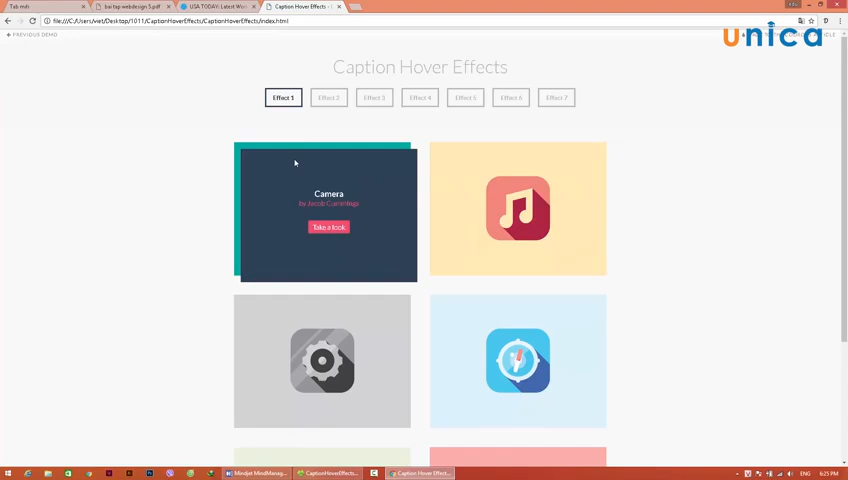 Tab mới
bai tap webdesign 5.pdf
USA TODAY: Latest Wor
Caption Hover Effects - I
file:///C:/Users/viet/Desktop/1011/CaptionHoverEffects/CaptionHoverEffects/index.html
PREVIOUS DEMO
unica
Caption Hover Effects
Effect 1
Effect 2
Effect 3
Effect 4
Effect 5
Effect 6
Effect 7
Camera
by Jacob Cummings
Take a look
Mindjet MindManag...
CaptionHoverEffects...
Caption Hover Effect...
ENG
6:25 PM